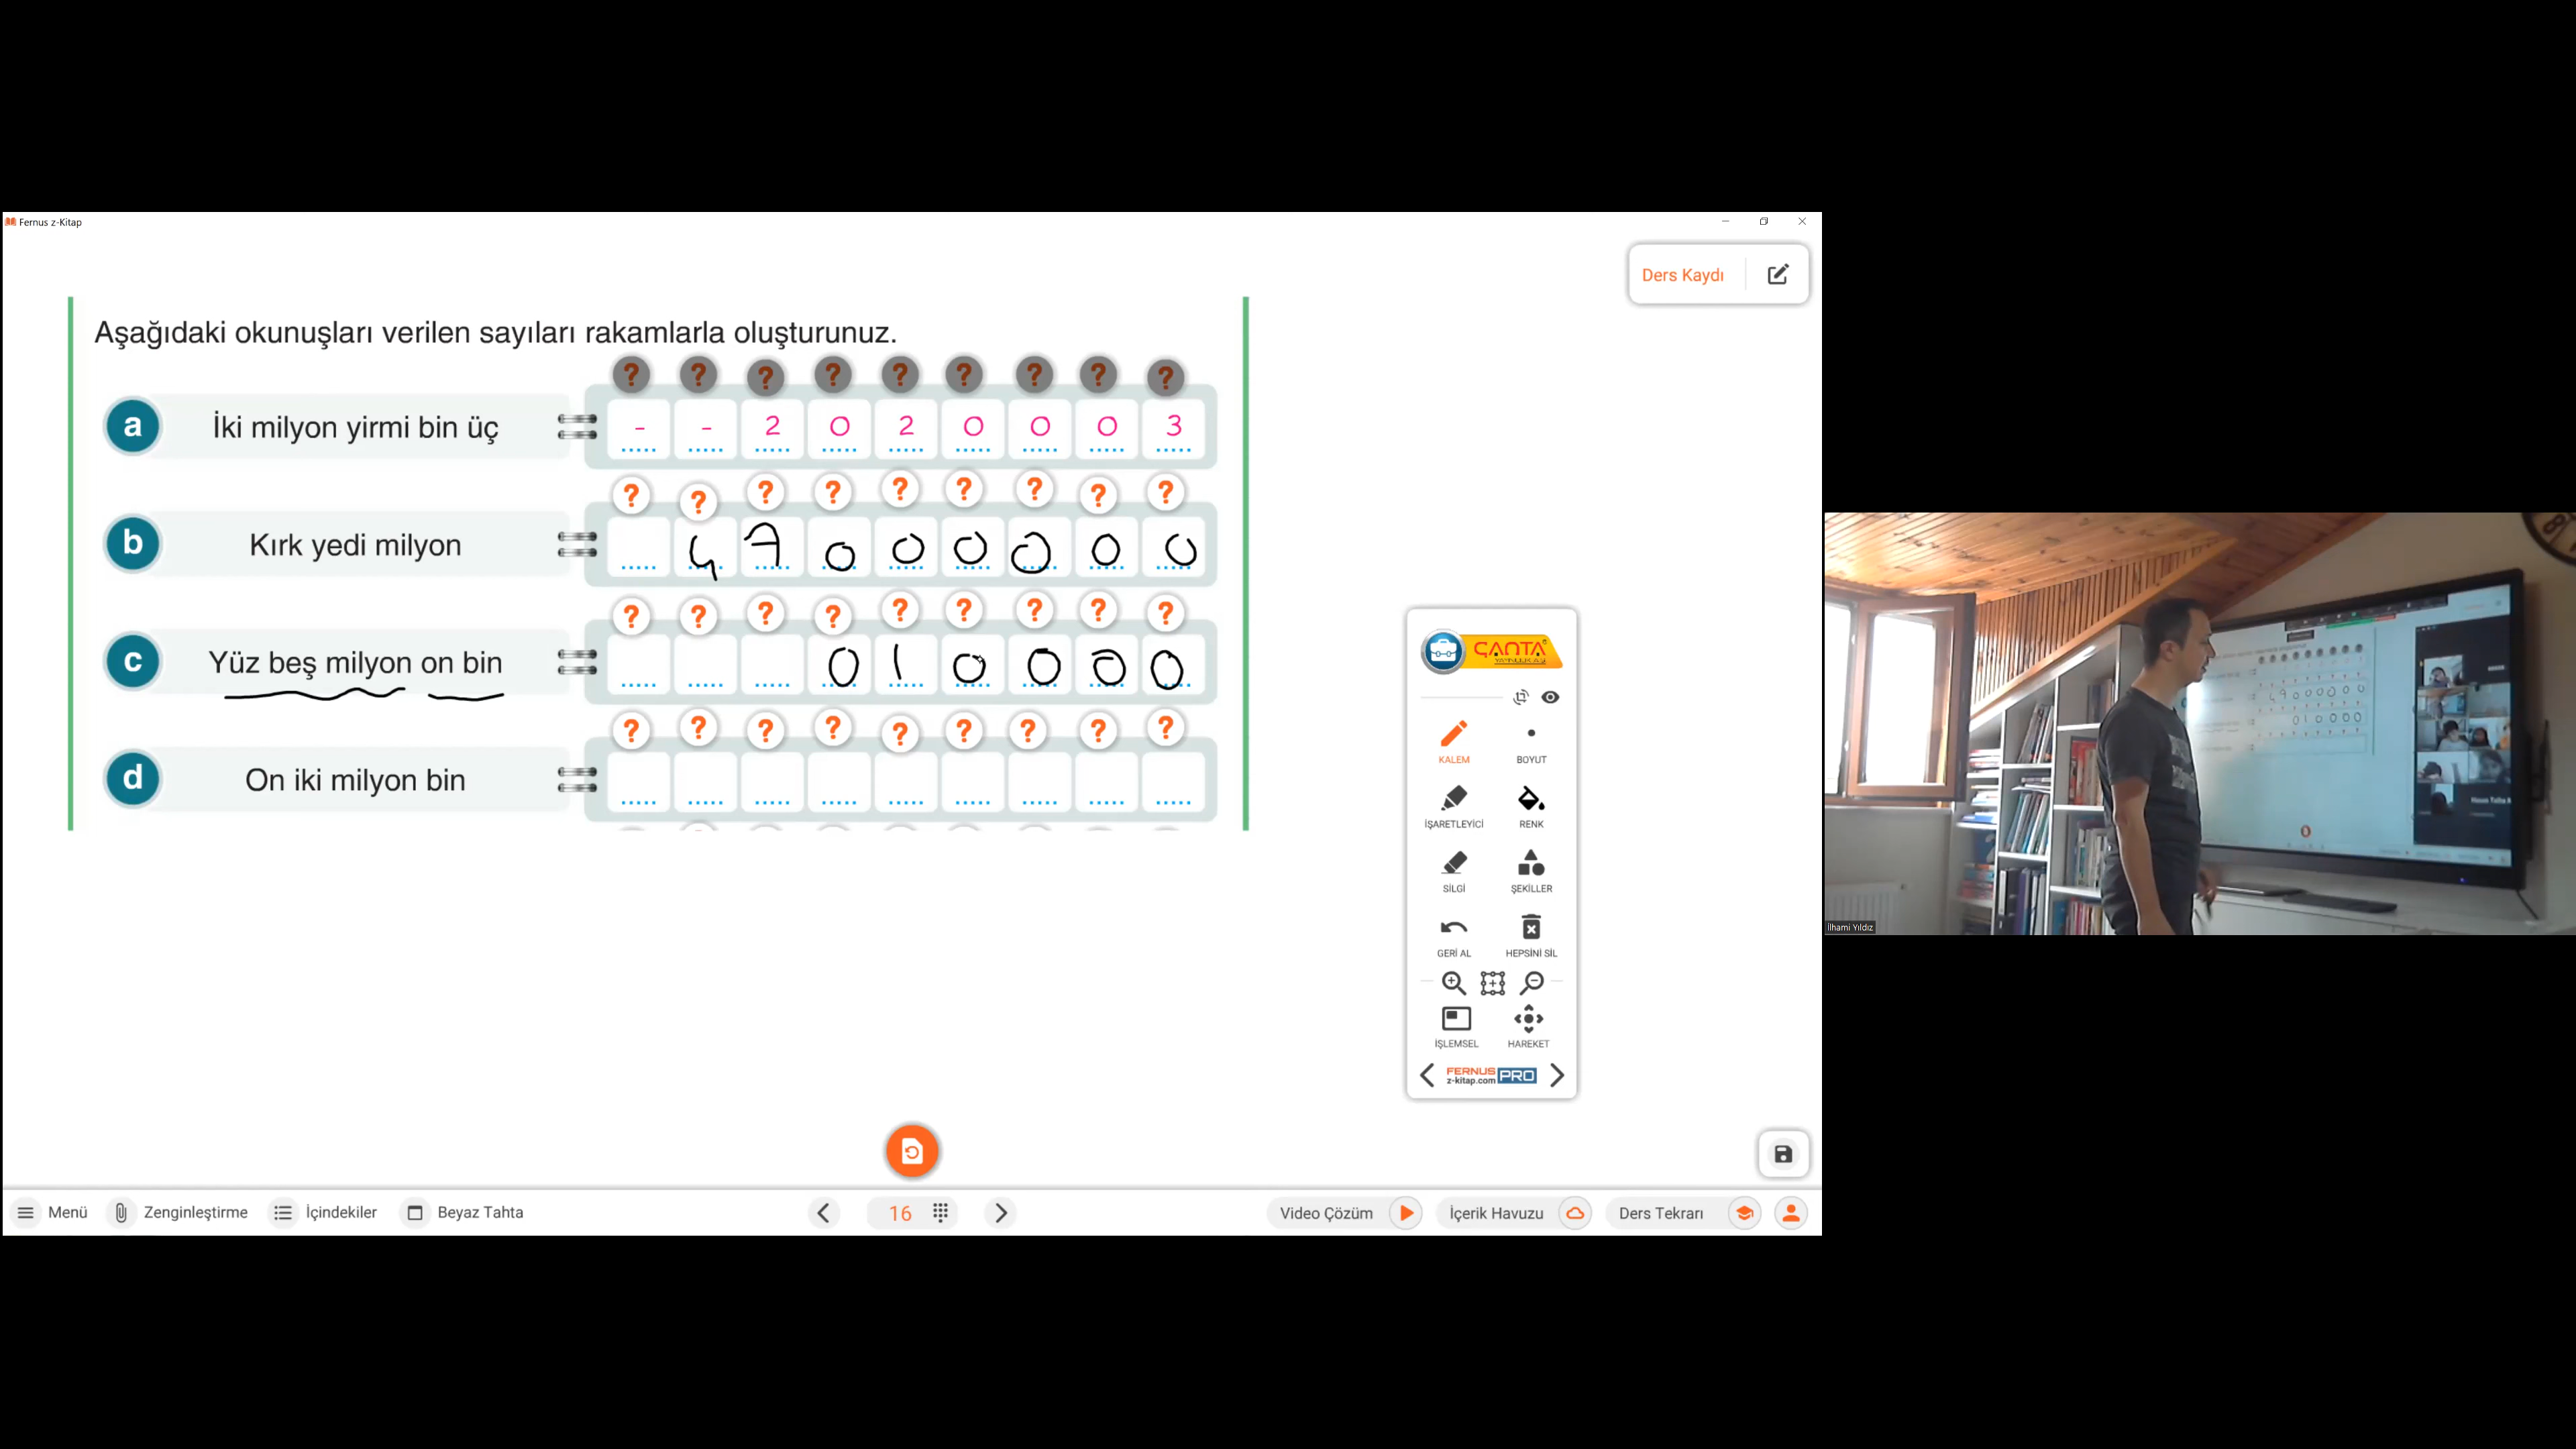 Fernus z-Kitap
Ders Kaydı
Aşağıdaki okunuşları verilen sayıları rakamlarla oluşturunuz.
? ? ? ? ? ? ? ? ?
a İki milyon yirmi bin üç - - 2 0 2 0 0 0 3
? ? ? ? ? ? ? ? ?
b Kırk yedi milyon ..... 4 7 0 0 0 0 0 0
? ? ? ? ? ? ? ? ?
c Yüz beş milyon on bin ..... ..... ..... 0 1 0 0 0 0
? ? ? ? ? ? ? ? ?
d On iki milyon bin ..... ..... ..... ..... ..... ..... ..... ..... .....
ÇANTA
KALEM BOYUT
İŞARETLEYİCİ RENK
SİLGİ ŞEKİLLER
GERİ AL HEPSİNİ SİL
İŞLEMSEL HAREKET
FERNUS PRO
z-kitap.com
İlhami Yıldız
Menü Zenginleştirme İçindekiler Beyaz Tahta 16 Video Çözüm İçerik Havuzu Ders Tekrarı